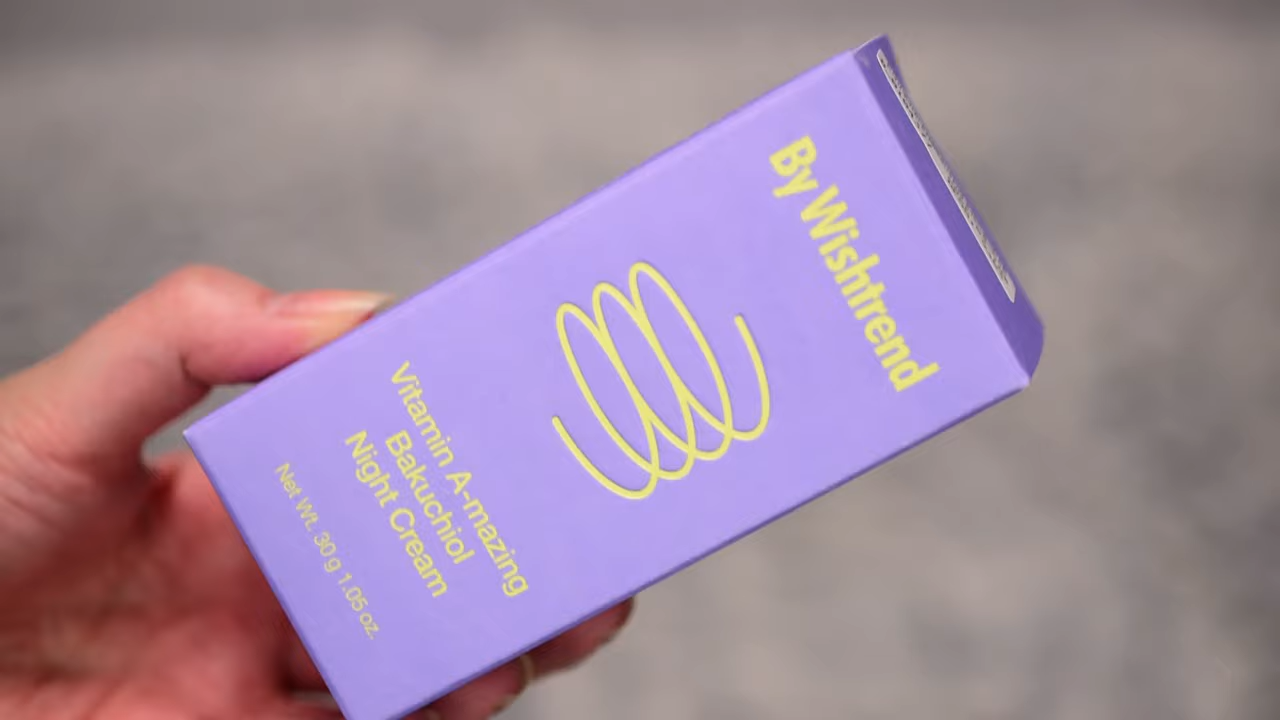 By Wishtrend
Vitamin A-mazing
Bakuchiol
Night Cream
Net Wt. 30 g 1.05 oz.